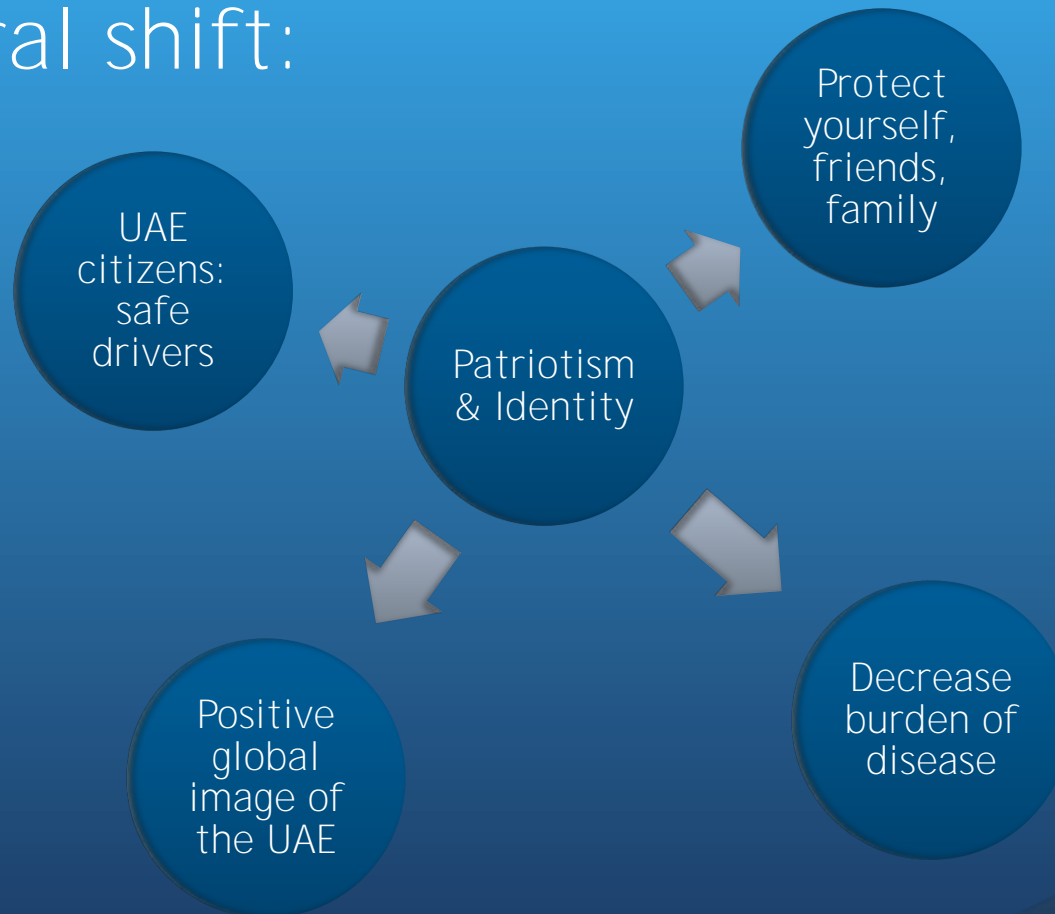 ral shift:
Protect
yourself,
friends,
family
UAE
citizens:
safe
drivers
Patriotism
& Identity
Positive
global
image of
the UAE
Decrease
burden of
disease